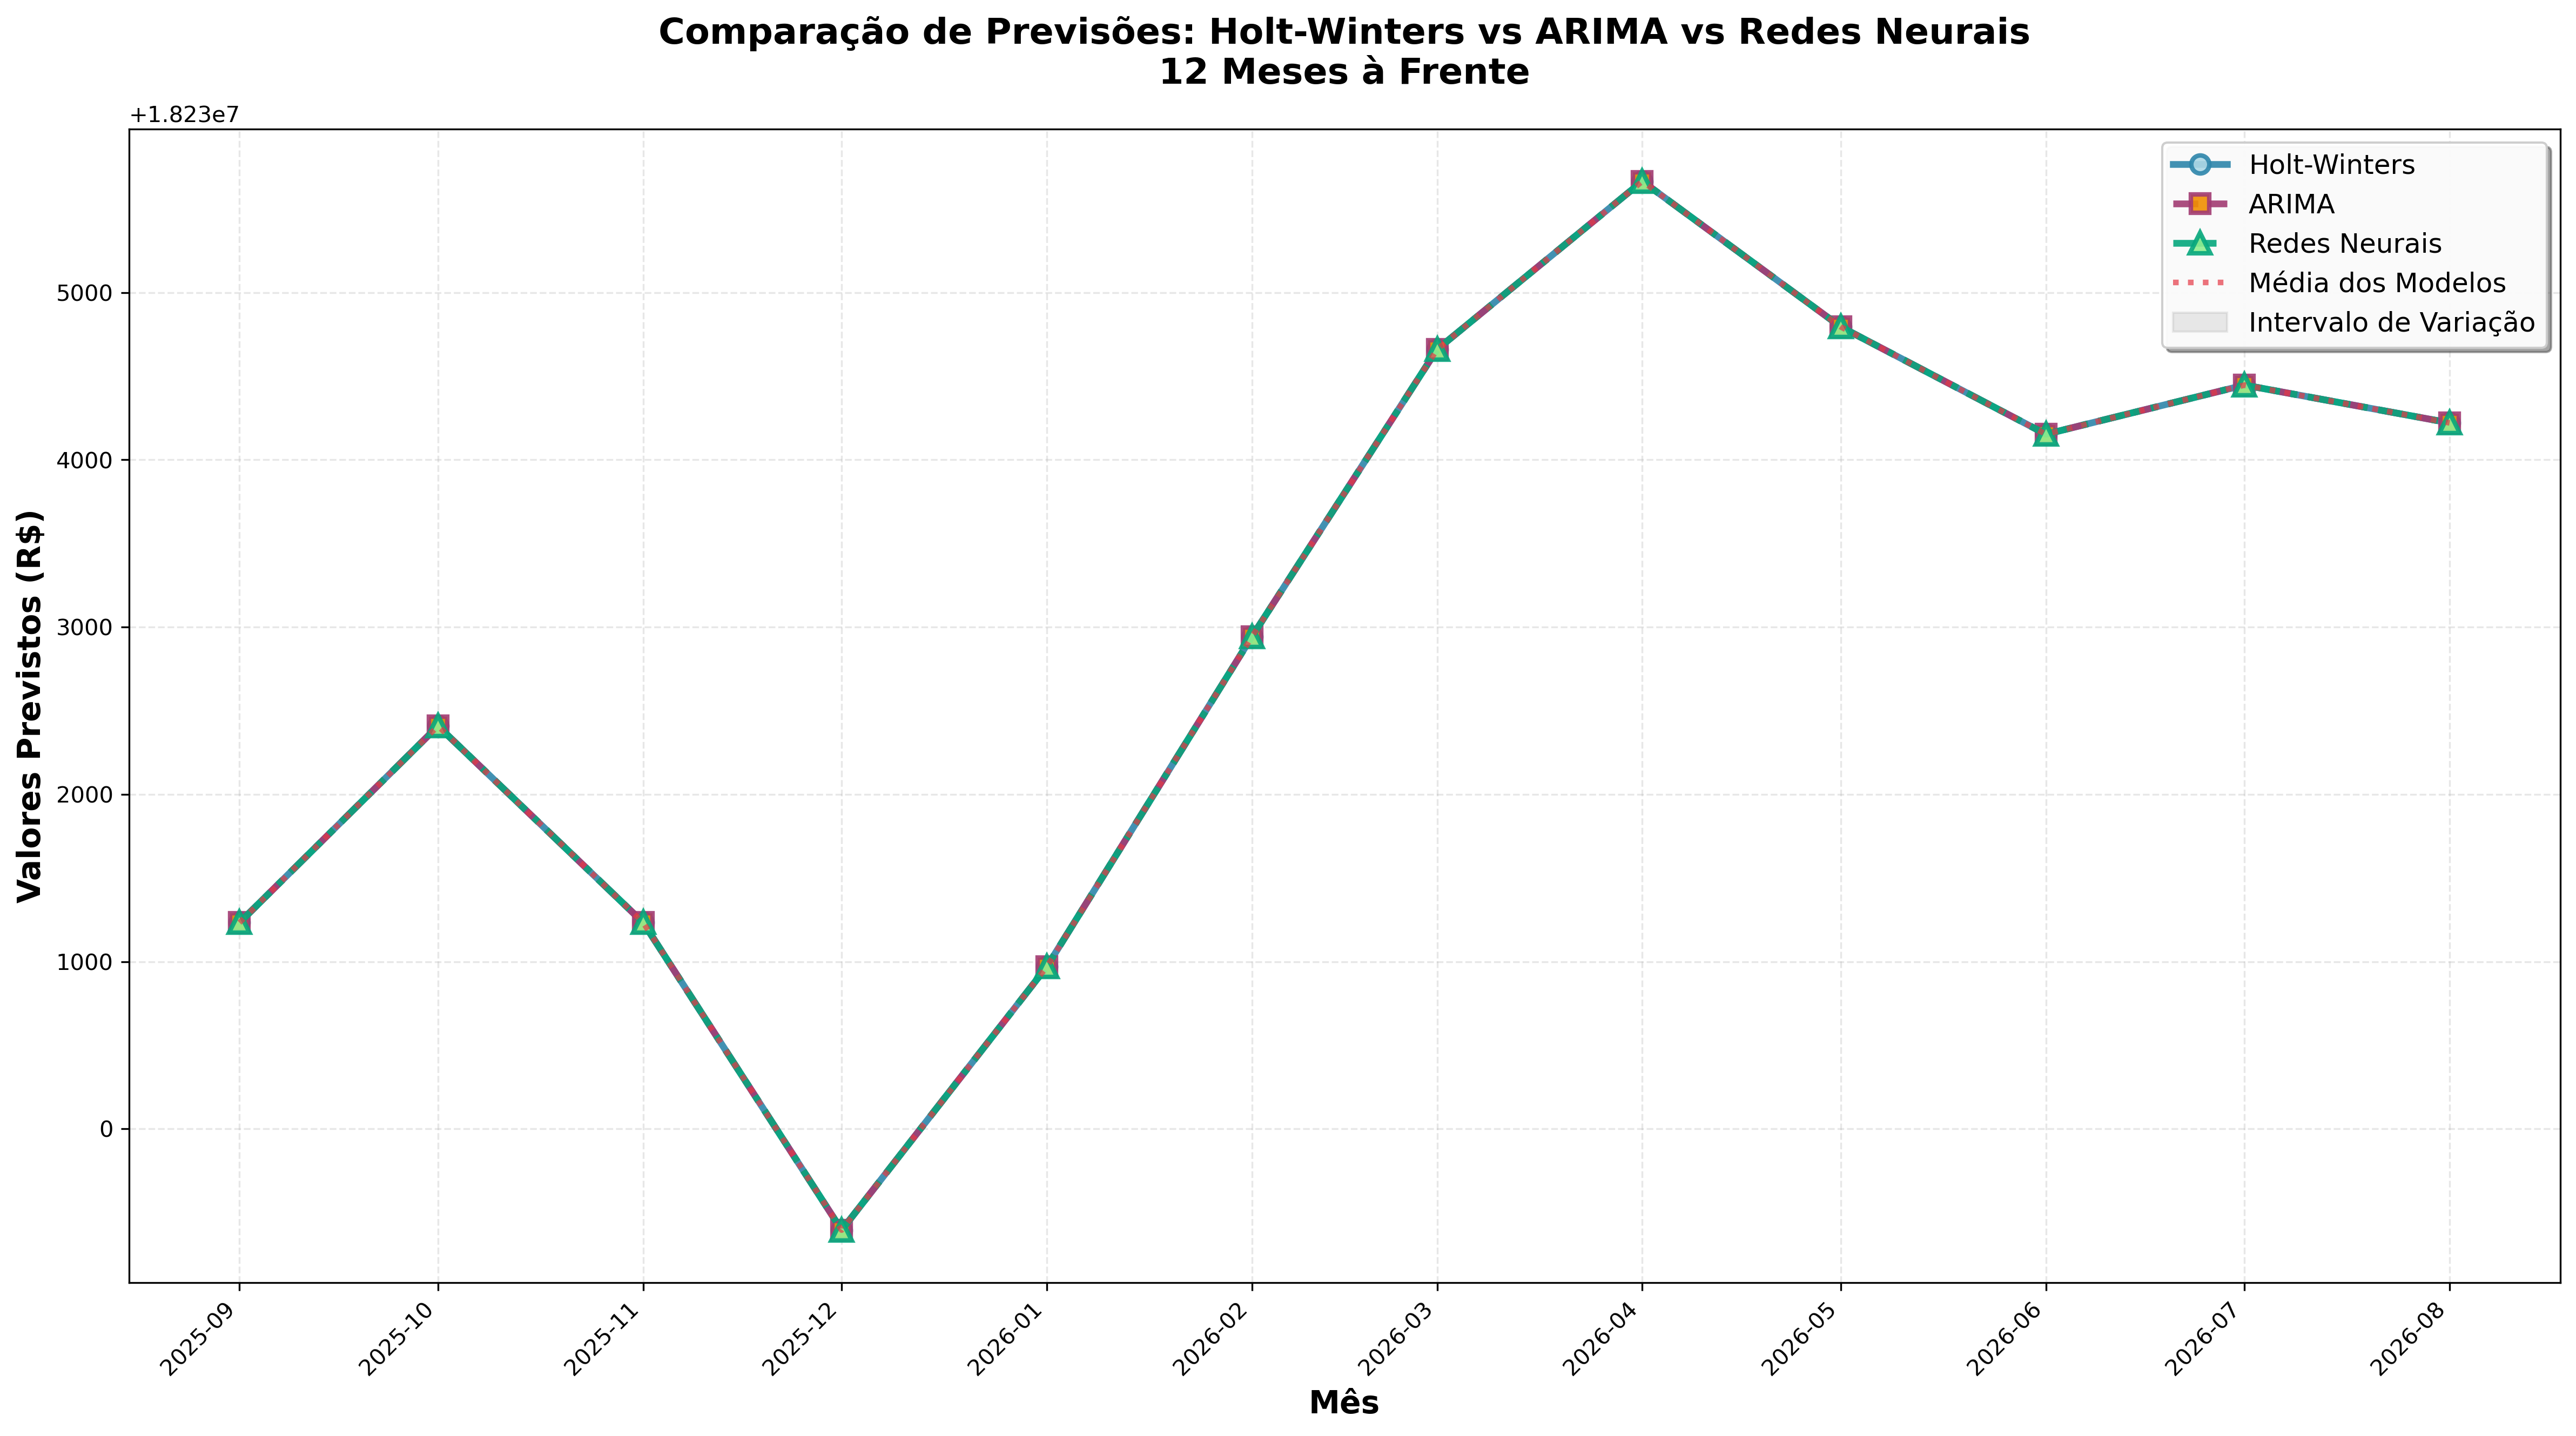 Comparação de Previsões: Holt-Winters vs ARIMA vs Redes Neurais
12 Meses à Frente
+1.823e7
Holt-Winters
ARIMA
Redes Neurais
Média dos Modelos
Intervalo de Variação
Valores Previstos (R$)
5000
4000
3000
2000
1000
0
2025-09
2025-10
2025-11
2025-12
2026-01
2026-02
2026-03
2026-04
2026-05
2026-06
2026-07
2026-08
Mês